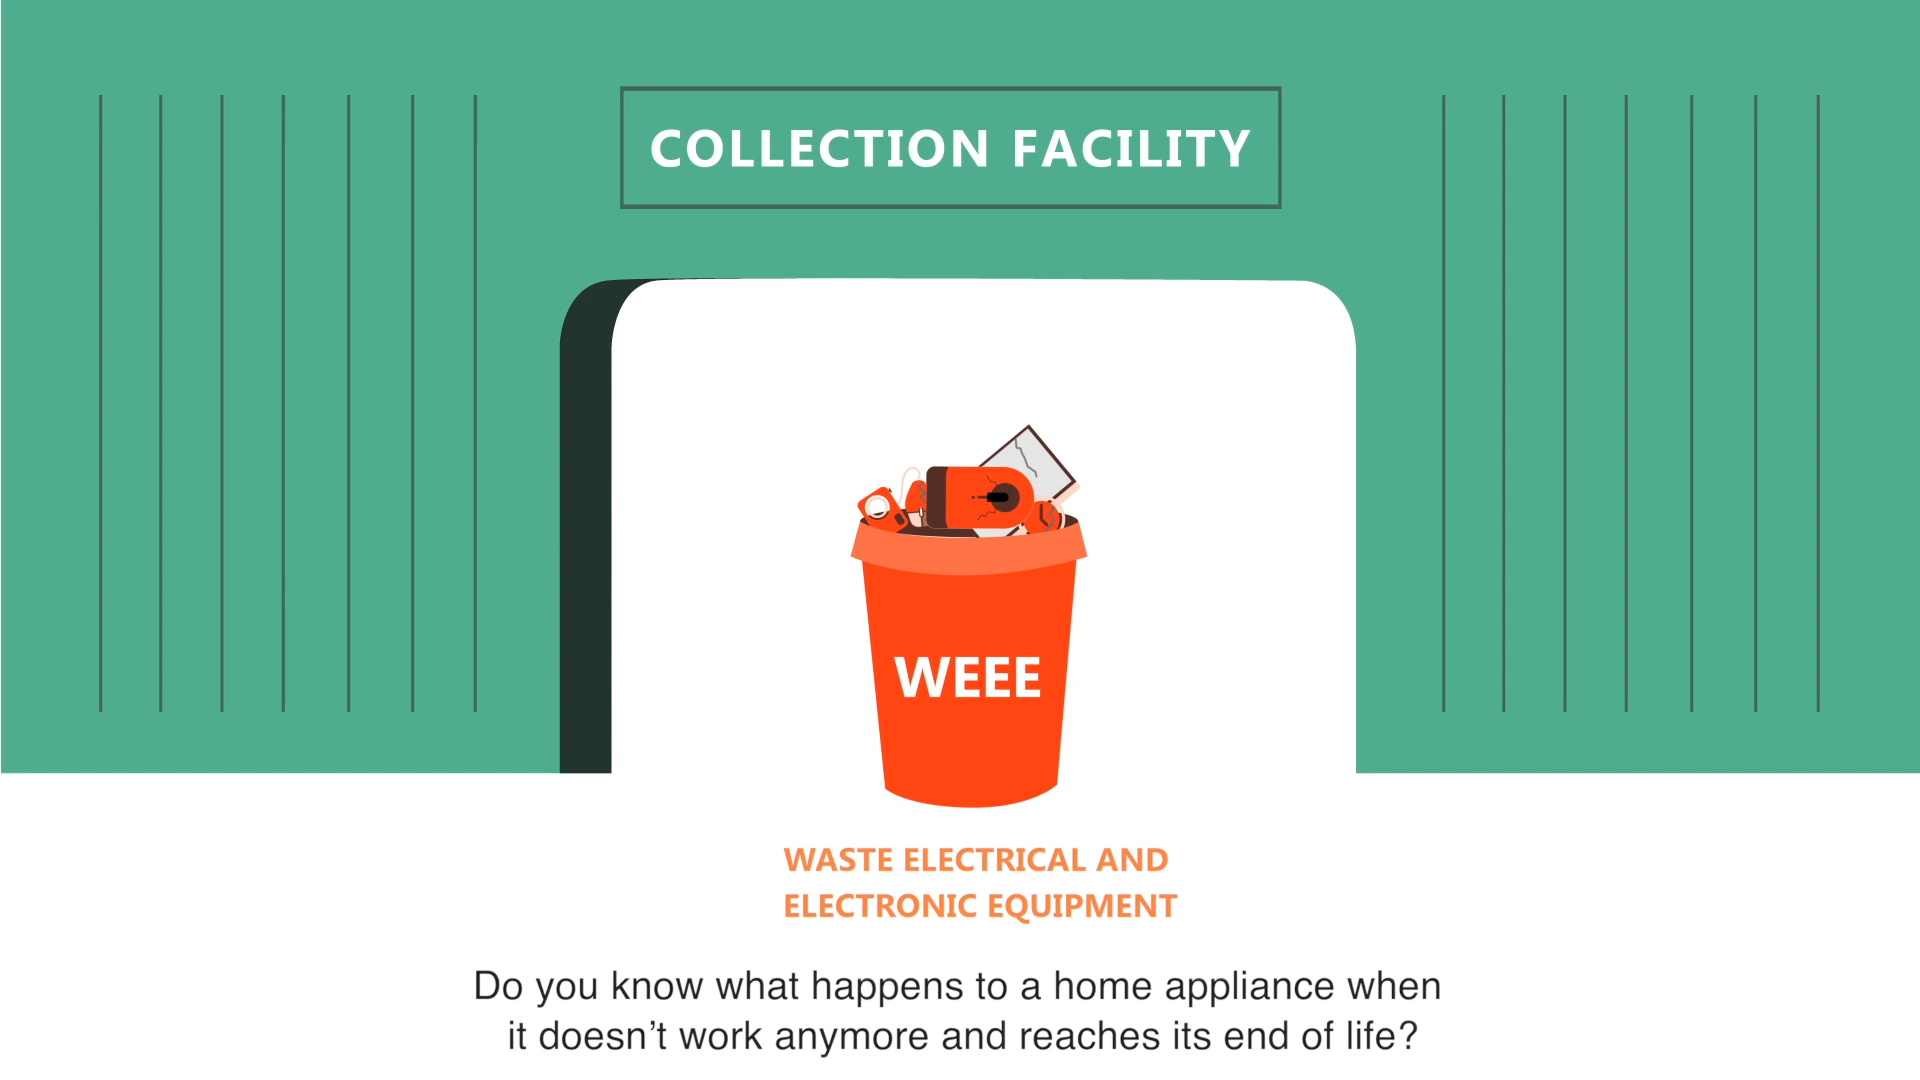 COLLECTION FACILITY
WEEE
WASTE ELECTRICAL AND
ELECTRONIC EQUIPMENT
Do you know what happens to a home appliance when
it doesn’t work anymore and reaches its end of life?